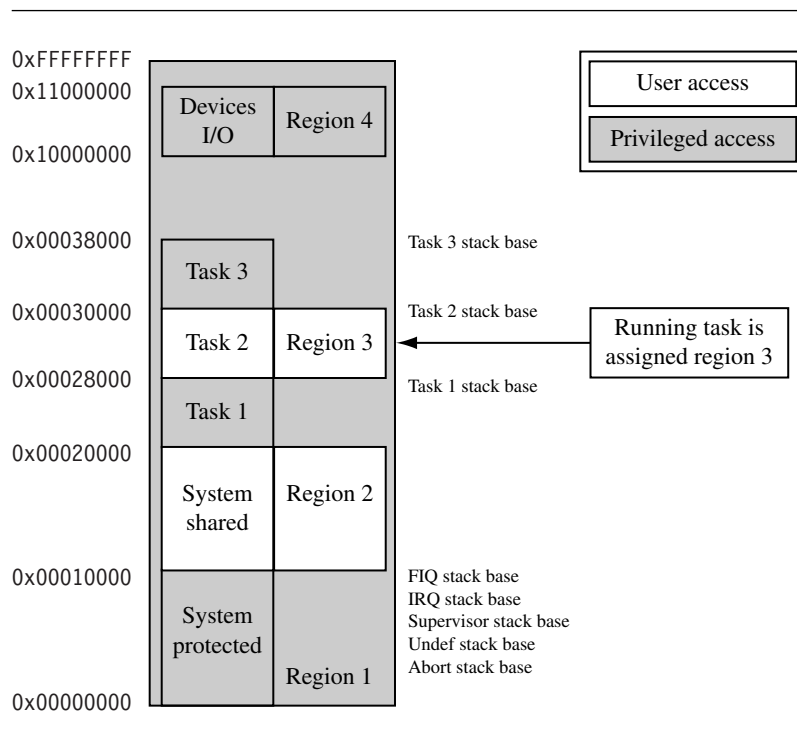 0xFFFFFFFF
0x11000000
0x10000000
0x00038000
0x00030000
0x00028000
0x00020000
0x00010000
0x00000000
Devices
I/O
Region 4
Task 3
Task 2
Region 3
Task 1
System
shared
Region 2
System
protected
Region 1
Task 3 stack base
Task 2 stack base
Task 1 stack base
FIQ stack base
IRQ stack base
Supervisor stack base
Undef stack base
Abort stack base
User access
Privileged access
Running task is
assigned region 3